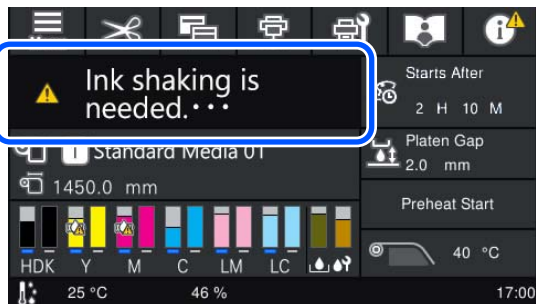 Ink shaking is
needed.･･･
Starts After
2 H 10 M
Platen Gap
2.0 mm
1 Standard Media 01
1450.0 mm
Preheat Start
40 °C
HDK Y M C LM LC
25 °C 46 % 17:00